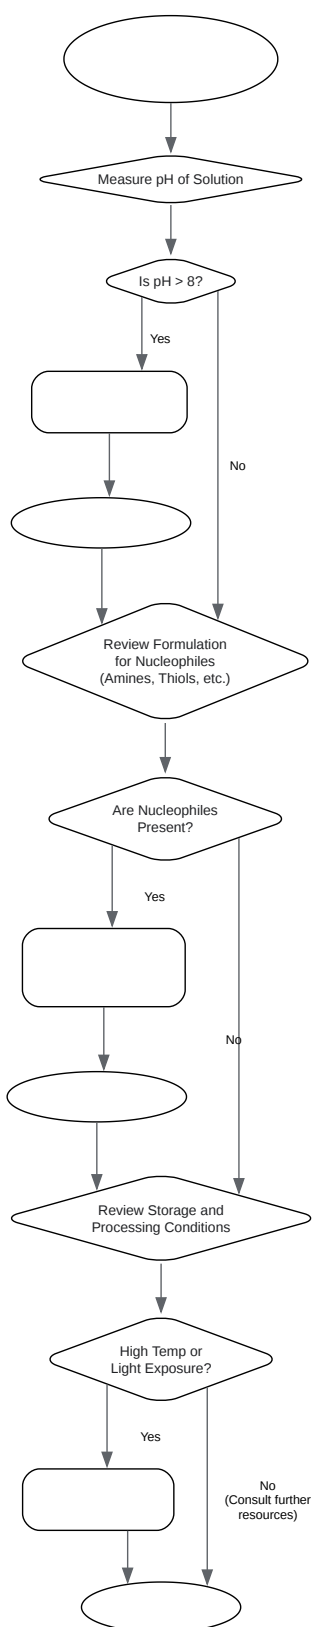 Measure pH of Solution
Is pH > 8?
Yes
No
Review Formulation
for Nucleophiles
(Amines, Thiols, etc.)
Are Nucleophiles
Present?
Yes
No
Review Storage and
Processing Conditions
High Temp or
Light Exposure?
Yes
No
(Consult further
resources)